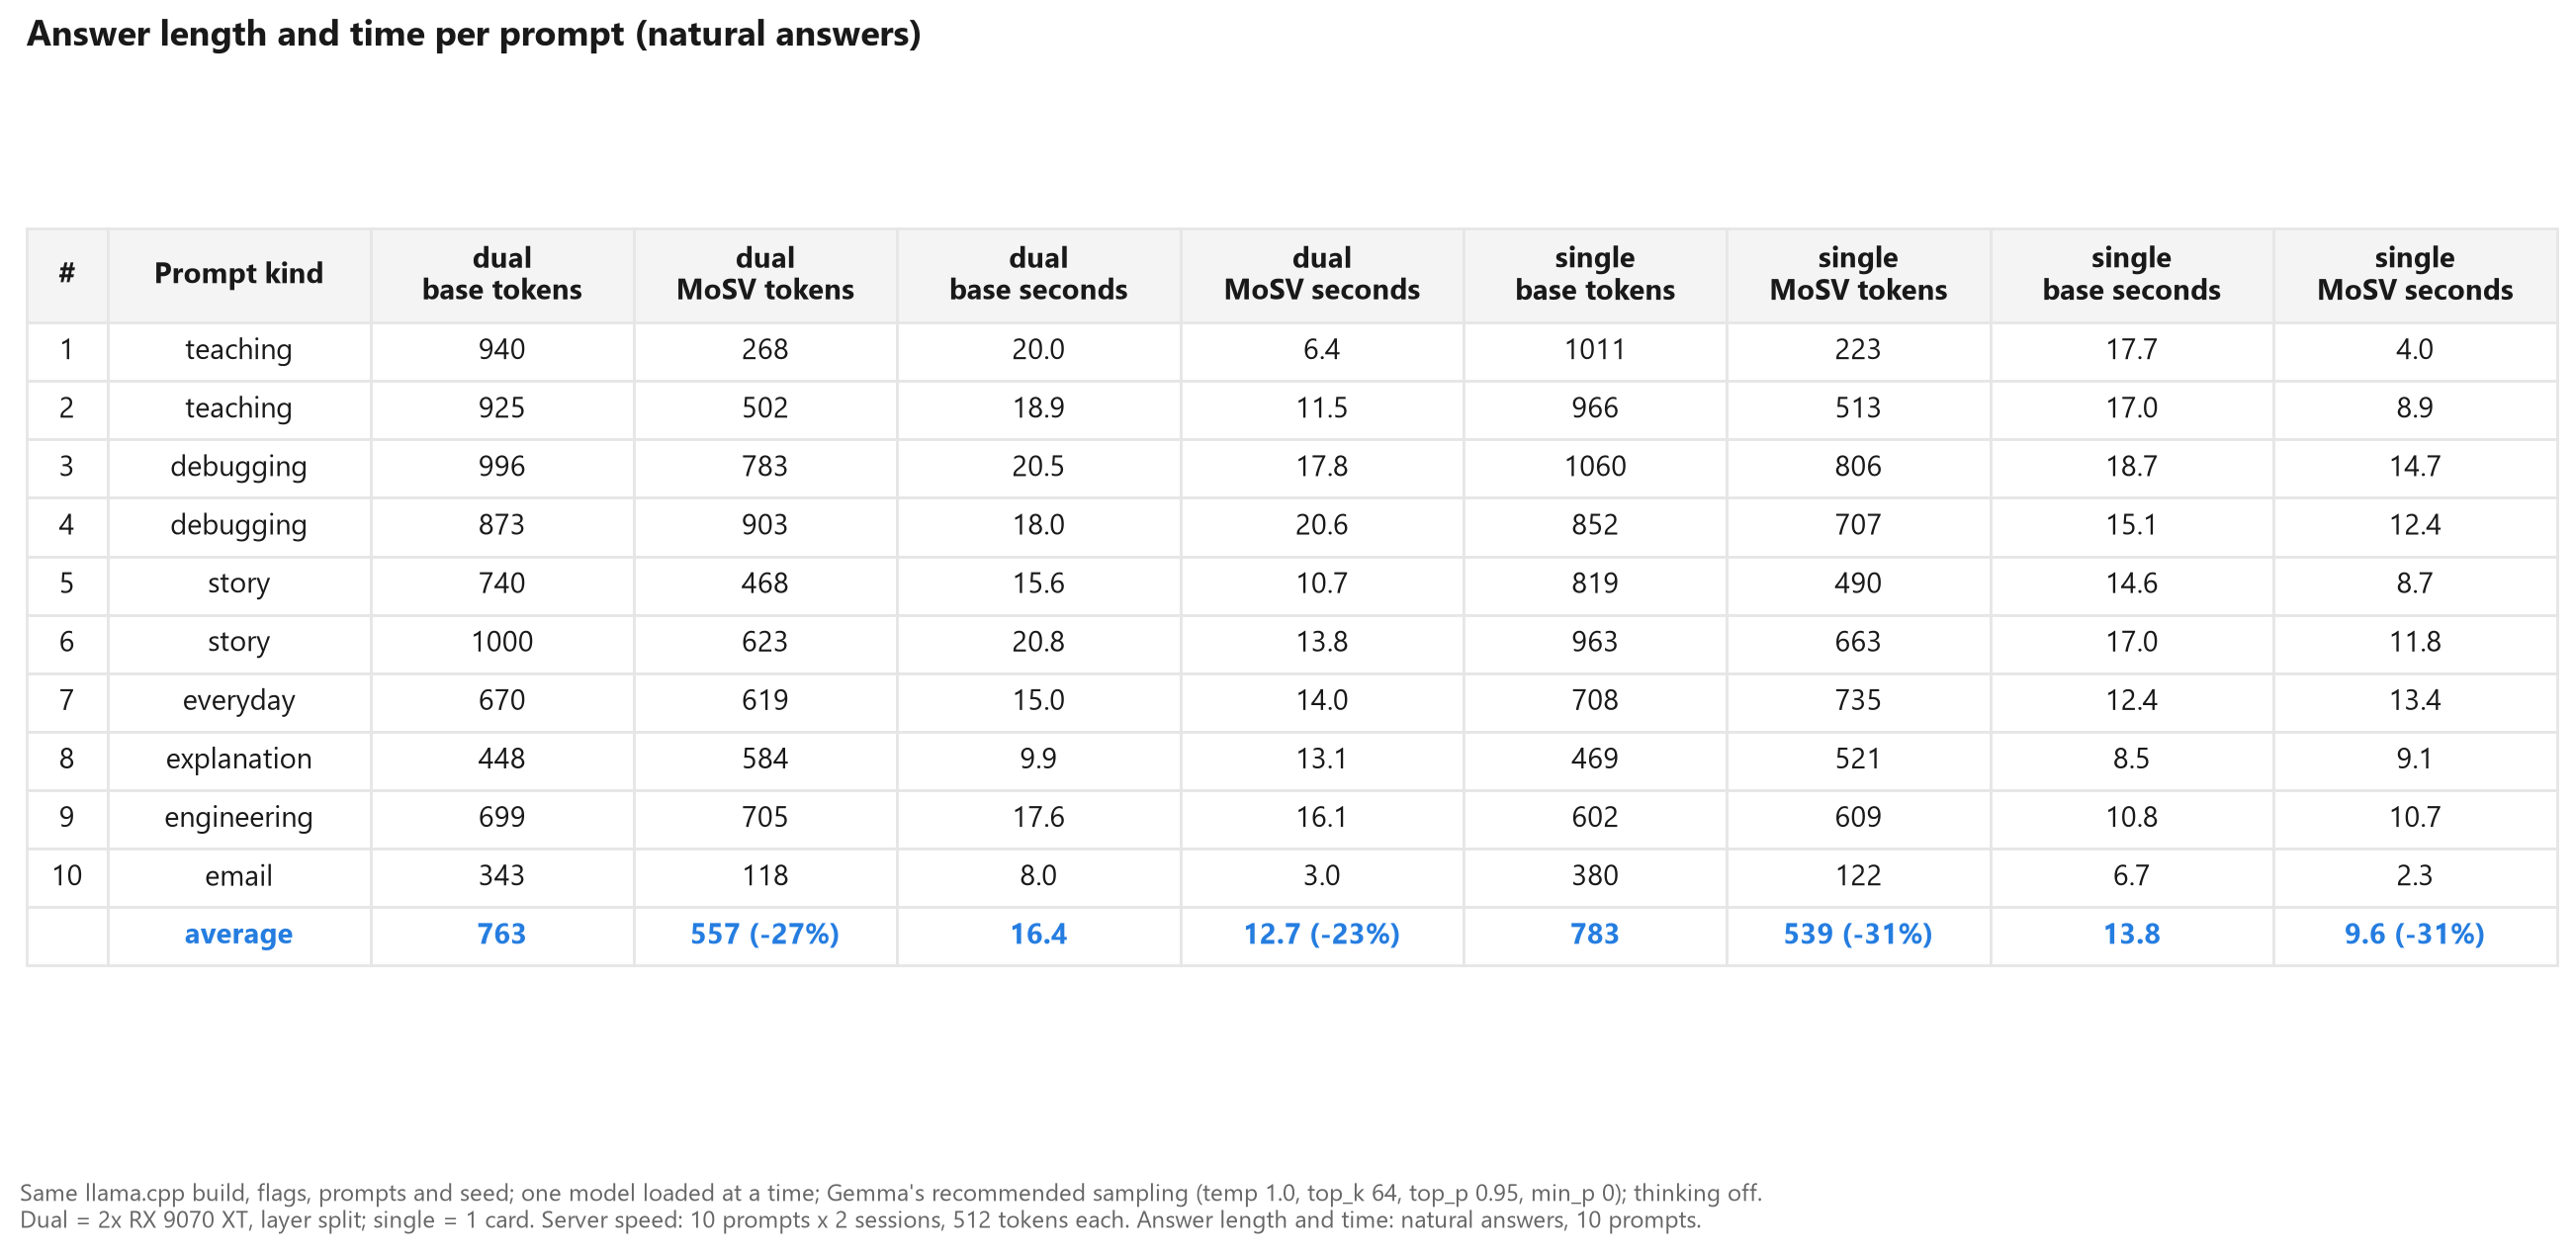 Answer length and time per prompt (natural answers)
# Prompt kind dual base tokens dual MoSV tokens dual base seconds dual MoSV seconds single base tokens single MoSV tokens single base seconds single MoSV seconds
1 teaching 940 268 20.0 6.4 1011 223 17.7 4.0
2 teaching 925 502 18.9 11.5 966 513 17.0 8.9
3 debugging 996 783 20.5 17.8 1060 806 18.7 14.7
4 debugging 873 903 18.0 20.6 852 707 15.1 12.4
5 story 740 468 15.6 10.7 819 490 14.6 8.7
6 story 1000 623 20.8 13.8 963 663 17.0 11.8
7 everyday 670 619 15.0 14.0 708 735 12.4 13.4
8 explanation 448 584 9.9 13.1 469 521 8.5 9.1
9 engineering 699 705 17.6 16.1 602 609 10.8 10.7
10 email 343 118 8.0 3.0 380 122 6.7 2.3
average 763 557 (-27%) 16.4 12.7 (-23%) 783 539 (-31%) 13.8 9.6 (-31%)
Same llama.cpp build, flags, prompts and seed; one model loaded at a time; Gemma's recommended sampling (temp 1.0, top_k 64, top_p 0.95, min_p 0); thinking off.
Dual = 2x RX 9070 XT, layer split; single = 1 card. Server speed: 10 prompts x 2 sessions, 512 tokens each. Answer length and time: natural answers, 10 prompts.